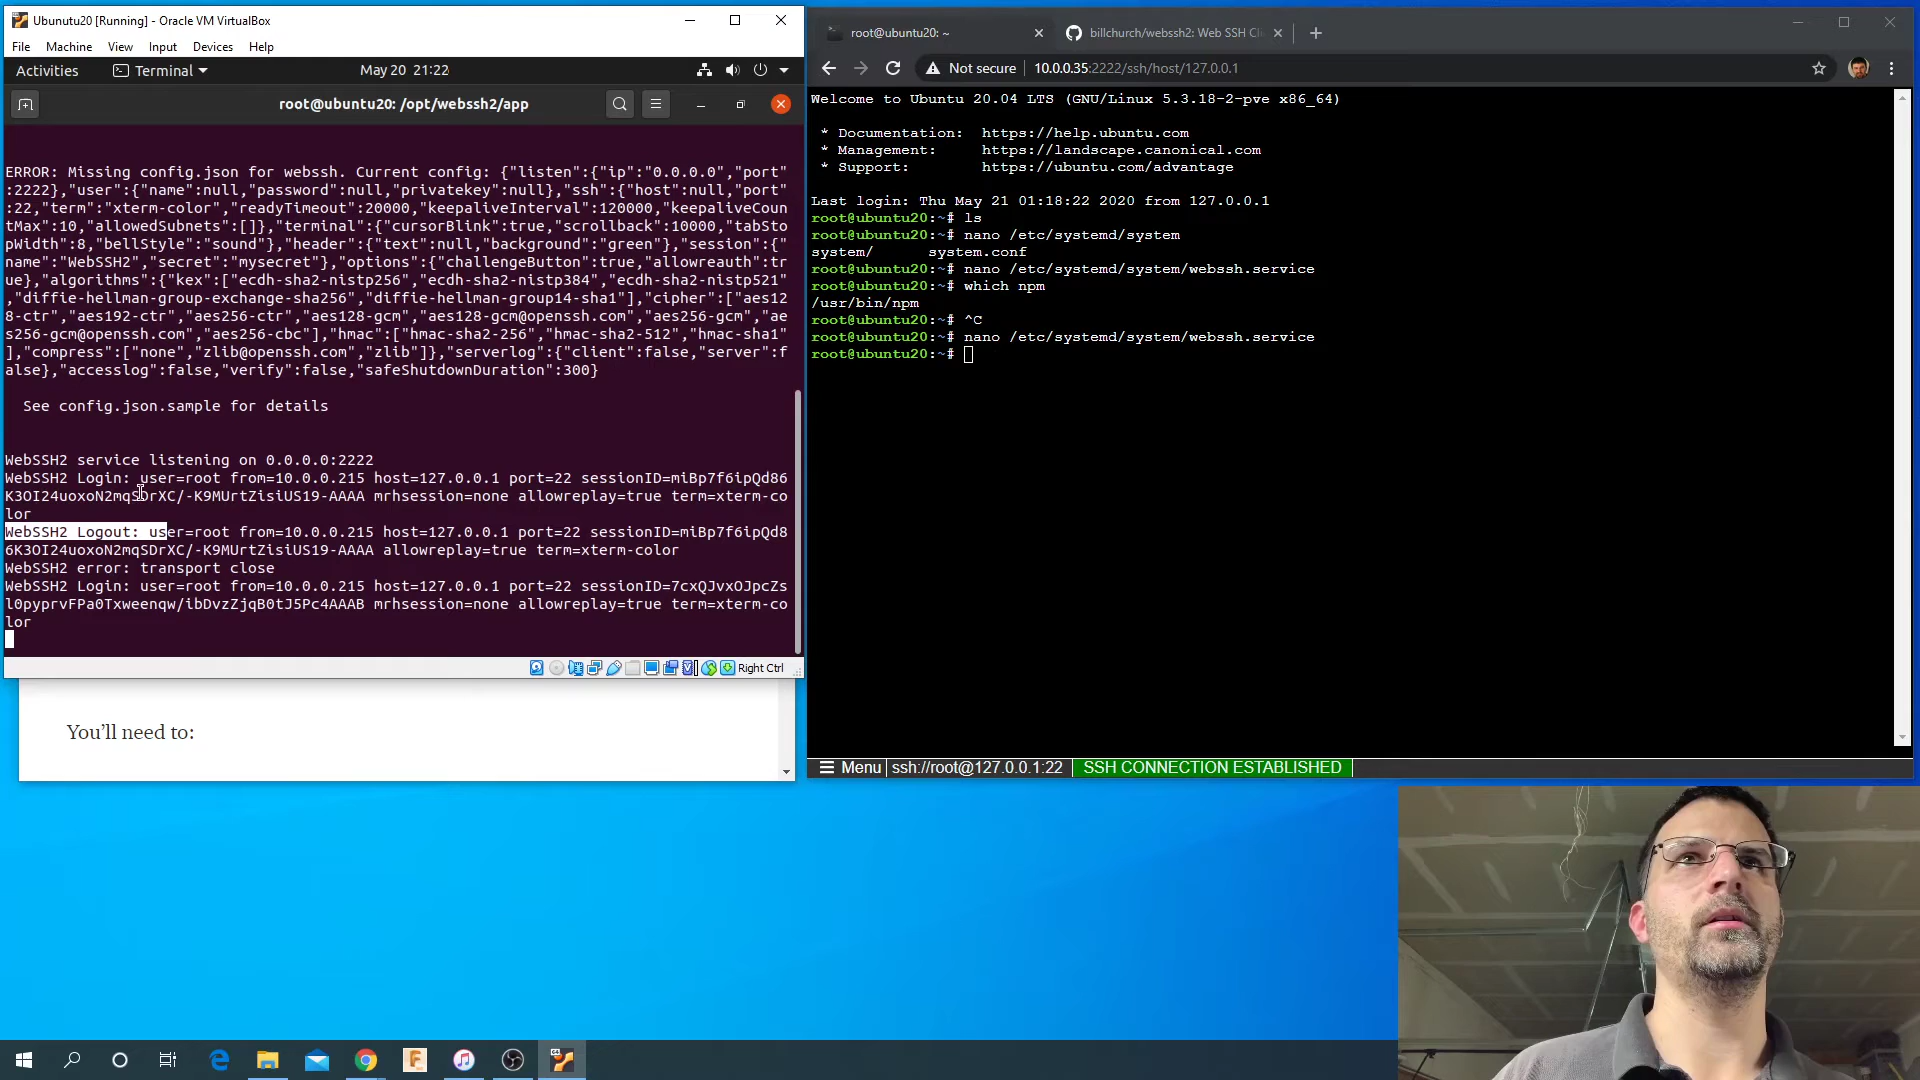 Ubunutu20 [Running] - Oracle VM VirtualBox
File Machine View Input Devices Help
Activities Terminal May 20 21:22
root@ubuntu20: /opt/webssh2/app
ERROR: Missing config.json for webssh. Current config: {"listen":{"ip":"0.0.0.0","port"
:2222},"user":{"name":null,"password":null,"privatekey":null},"ssh":{"host":null,"port"
:22,"term":"xterm-color","readyTimeout":20000,"keepaliveInterval":120000,"keepaliveCoun
tMax":10,"allowedSubnets":[]},"terminal":{"cursorBlink":true,"scrollback":10000,"tabSto
pWidth":8,"bellStyle":"sound"},"header":{"text":null,"background":"green"},"session":{"
name":"WebSSH2","secret":"mysecret"},"options":{"challengeButton":true,"allowreauth":tr
ue},"algorithms":{"kex":["ecdh-sha2-nistp256","ecdh-sha2-nistp384","ecdh-sha2-nistp521"
,"diffie-hellman-group-exchange-sha256","diffie-hellman-group14-sha1"],"cipher":["aes12
8-ctr","aes192-ctr","aes256-ctr","aes128-gcm","aes128-gcm@openssh.com","aes256-gcm","ae
s256-gcm@openssh.com","aes256-cbc"],"hmac":["hmac-sha2-256","hmac-sha2-512","hmac-sha1"
],"compress":["none","zlib@openssh.com","zlib"]},"serverlog":{"client":false,"server":f
alse},"accesslog":false,"verify":false,"safeShutdownDuration":300}
See config.json.sample for details
WebSSH2 service listening on 0.0.0.0:2222
WebSSH2 Login: user=root from=10.0.0.215 host=127.0.0.1 port=22 sessionID=miBp7f6ipQd86
K3OI24uoxoN2mqSDrXC/-K9MUrtZisiUS19-AAAA mrhsession=none allowreplay=true term=xterm-co
lor
WebSSH2 Logout: user=root from=10.0.0.215 host=127.0.0.1 port=22 sessionID=miBp7f6ipQd8
6K3OI24uoxoN2mqSDrXC/-K9MUrtZisiUS19-AAAA allowreplay=true term=xterm-color
WebSSH2 error: transport close
WebSSH2 Login: user=root from=10.0.0.215 host=127.0.0.1 port=22 sessionID=7cxQJvxOJpcZs
l0pyprvFPa0Txweenqw/ibDvzZjqB0tJ5Pc4AAAB mrhsession=none allowreplay=true term=xterm-co
lor
Right Ctrl
You’ll need to:
root@ubuntu20: ~
billchurch/webssh2: Web SSH Cli
Not secure 10.0.0.35:2222/ssh/host/127.0.0.1
Welcome to Ubuntu 20.04 LTS (GNU/Linux 5.3.18-2-pve x86_64)
* Documentation: https://help.ubuntu.com
* Management: https://landscape.canonical.com
* Support: https://ubuntu.com/advantage
Last login: Thu May 21 01:18:22 2020 from 127.0.0.1
root@ubuntu20:~# ls
root@ubuntu20:~# nano /etc/systemd/system
system/ system.conf
root@ubuntu20:~# nano /etc/systemd/system/webssh.service
root@ubuntu20:~# which npm
/usr/bin/npm
root@ubuntu20:~# ^C
root@ubuntu20:~# nano /etc/systemd/system/webssh.service
root@ubuntu20:~#
Menu ssh://root@127.0.0.1:22 SSH CONNECTION ESTABLISHED